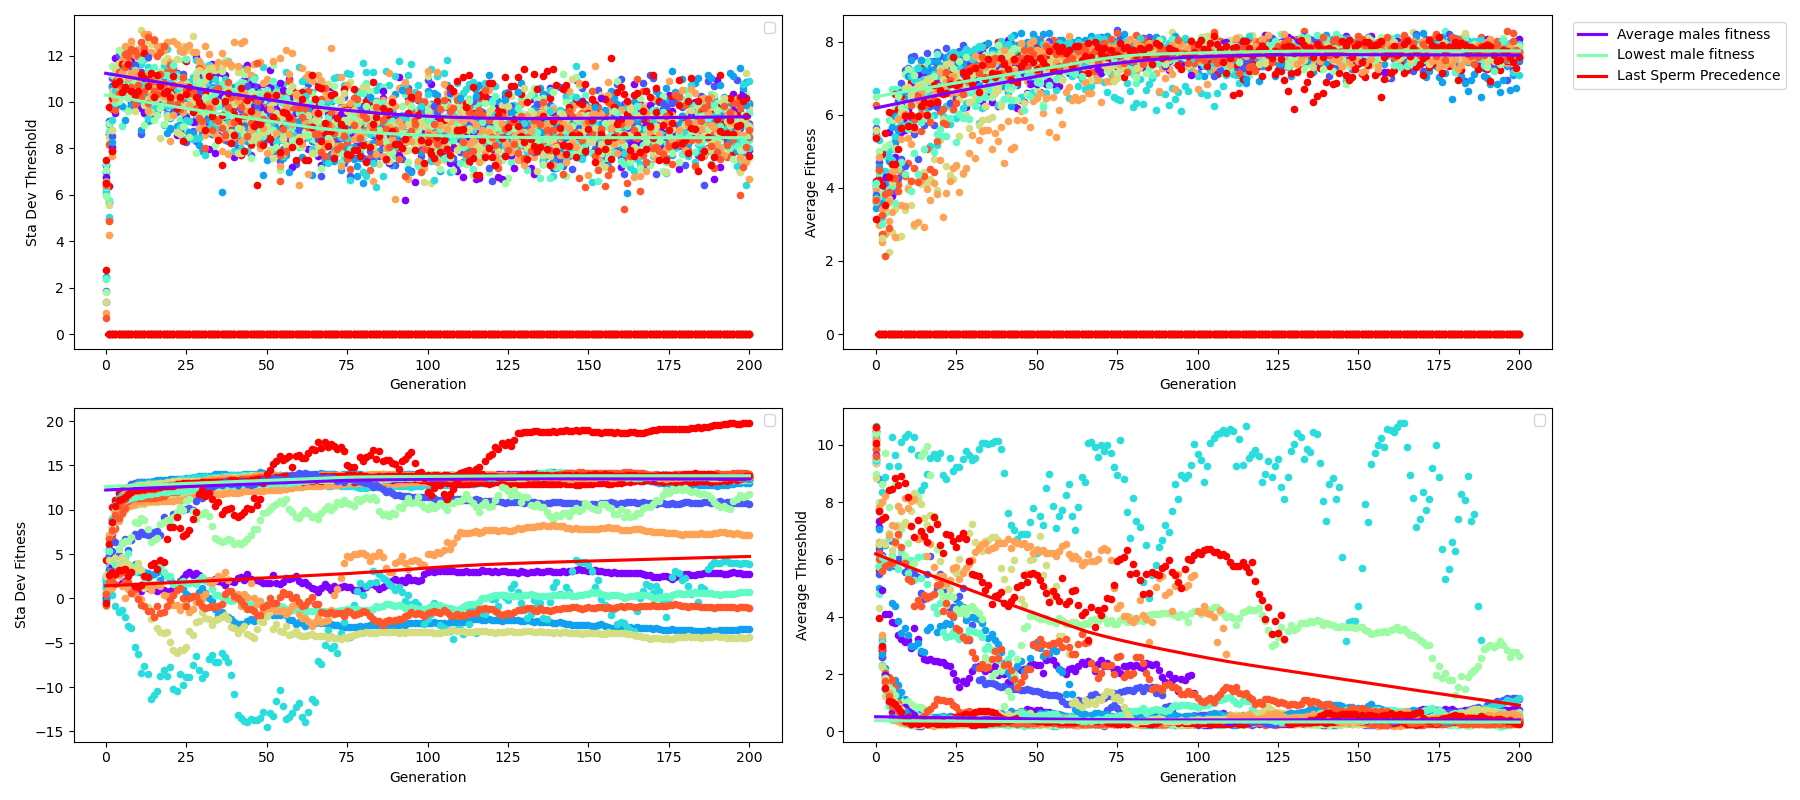 Sta Dev Threshold
12
10
8
6
4
2
0
0 25 50 75 100 125 150 175 200
Generation
Average Fitness
8
6
4
2
0
0 25 50 75 100 125 150 175 200
Generation
Average males fitness
Lowest male fitness
Last Sperm Precedence
Sta Dev Fitness
20
15
10
5
0
−5
−10
−15
0 25 50 75 100 125 150 175 200
Generation
Average Threshold
10
8
6
4
2
0
0 25 50 75 100 125 150 175 200
Generation